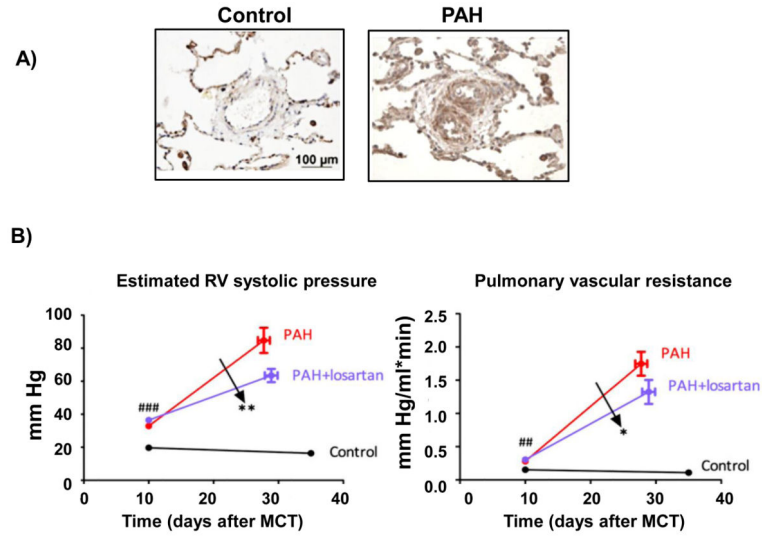 Control PAH
A)
100 µm
B)
Estimated RV systolic pressure
mm Hg
100
80
60
40
20
0
###
PAH
PAH+losartan
**
Control
0 10 20 30 40
Time (days after MCT)
Pulmonary vascular resistance
mm Hg/ml*min)
2.5
2.0
1.5
1.0
0.5
0.0
##
PAH
PAH+losartan
*
Control
0 10 20 30 40
Time (days after MCT)